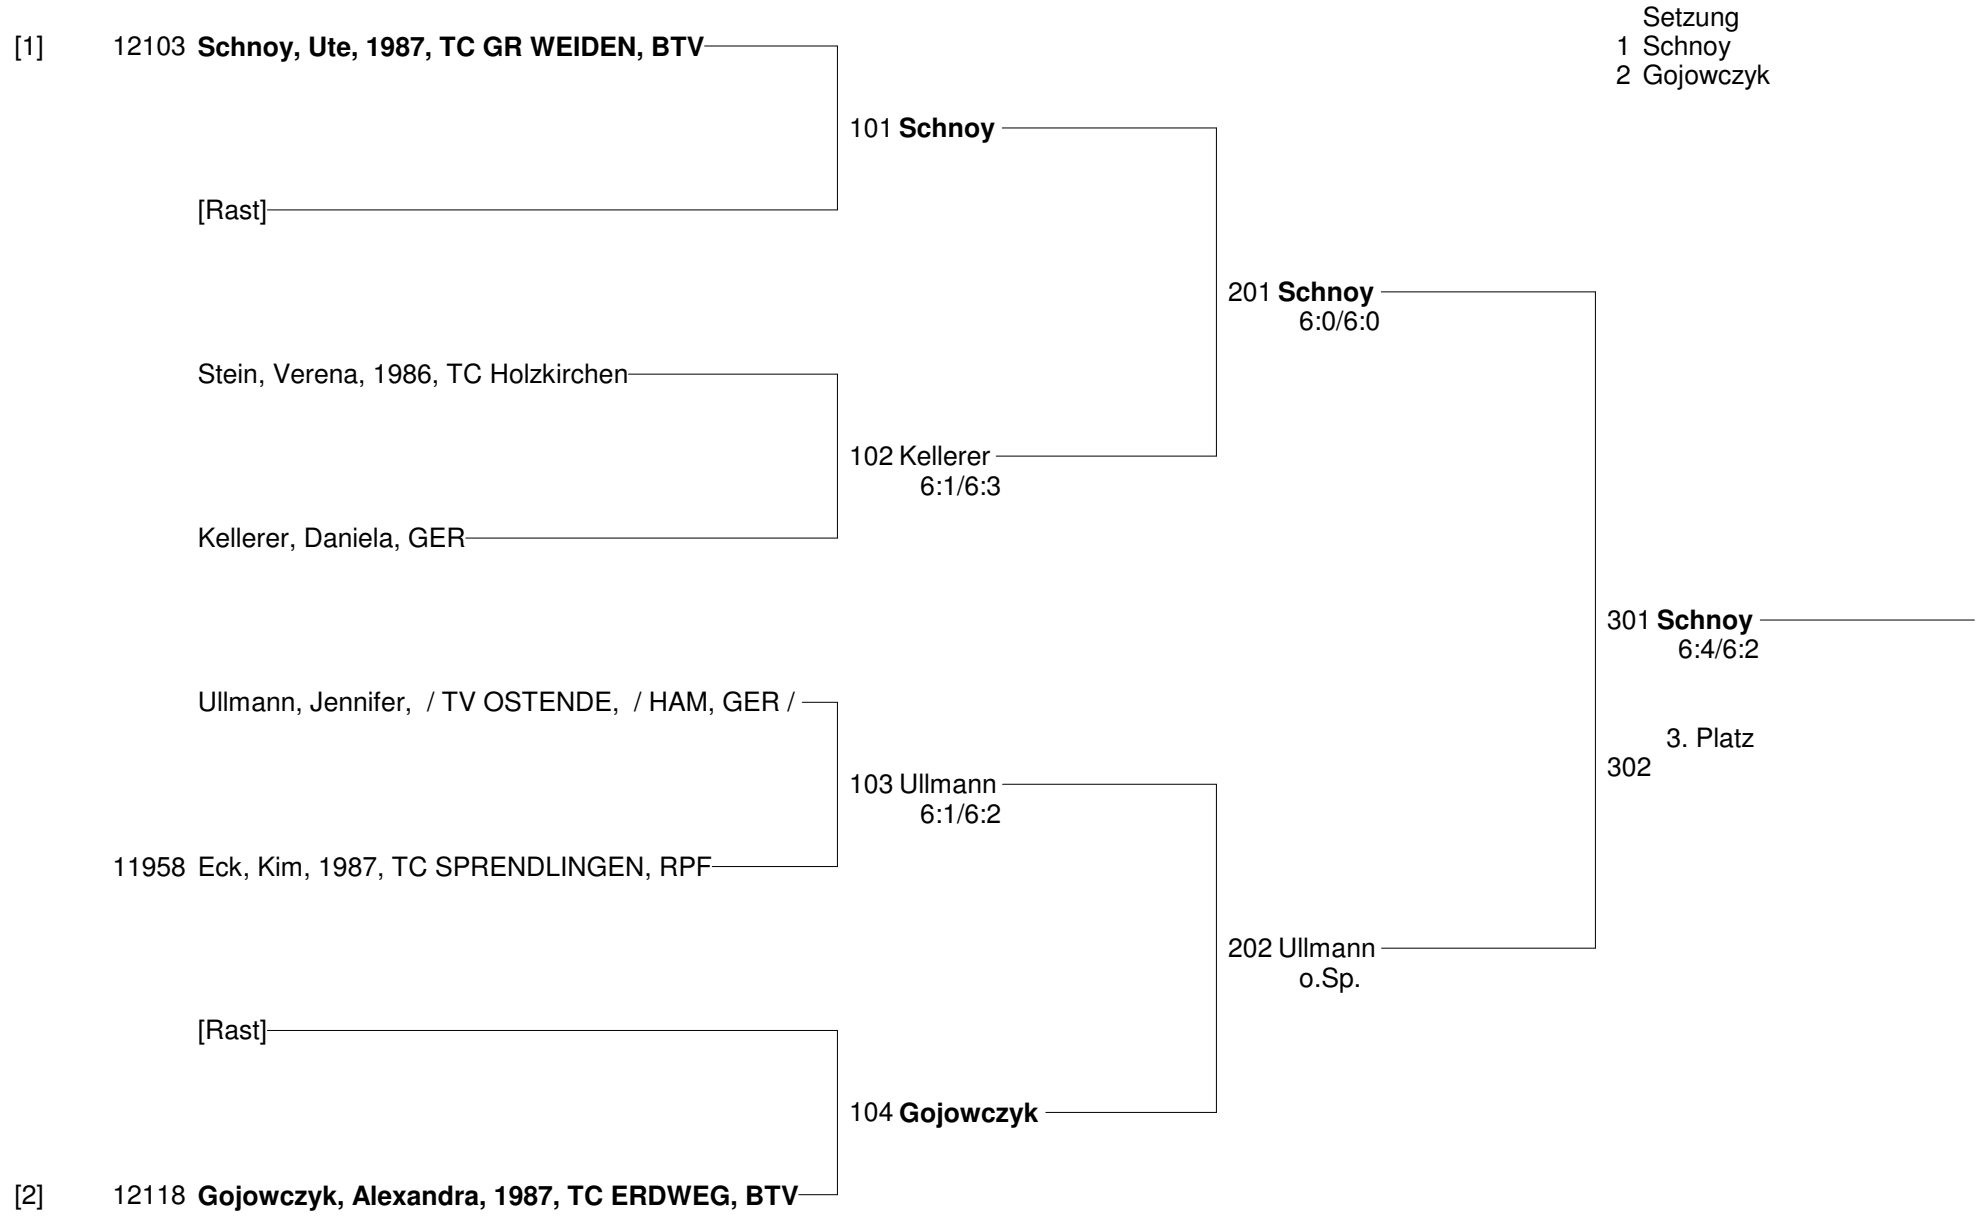 Setzung
1 Schnoy
2 Gojowczyk
[1] 12103 Schnoy, Ute, 1987, TC GR WEIDEN, BTV
101 Schnoy
[Rast]
201 Schnoy
6:0/6:0
Stein, Verena, 1986, TC Holzkirchen
102 Kellerer
6:1/6:3
Kellerer, Daniela, GER
301 Schnoy
6:4/6:2
Ullmann, Jennifer,  / TV OSTENDE,  / HAM, GER /
3. Platz
302
103 Ullmann
6:1/6:2
11958 Eck, Kim, 1987, TC SPRENDLINGEN, RPF
202 Ullmann
o.Sp.
[Rast]
104 Gojowczyk
[2] 12118 Gojowczyk, Alexandra, 1987, TC ERDWEG, BTV